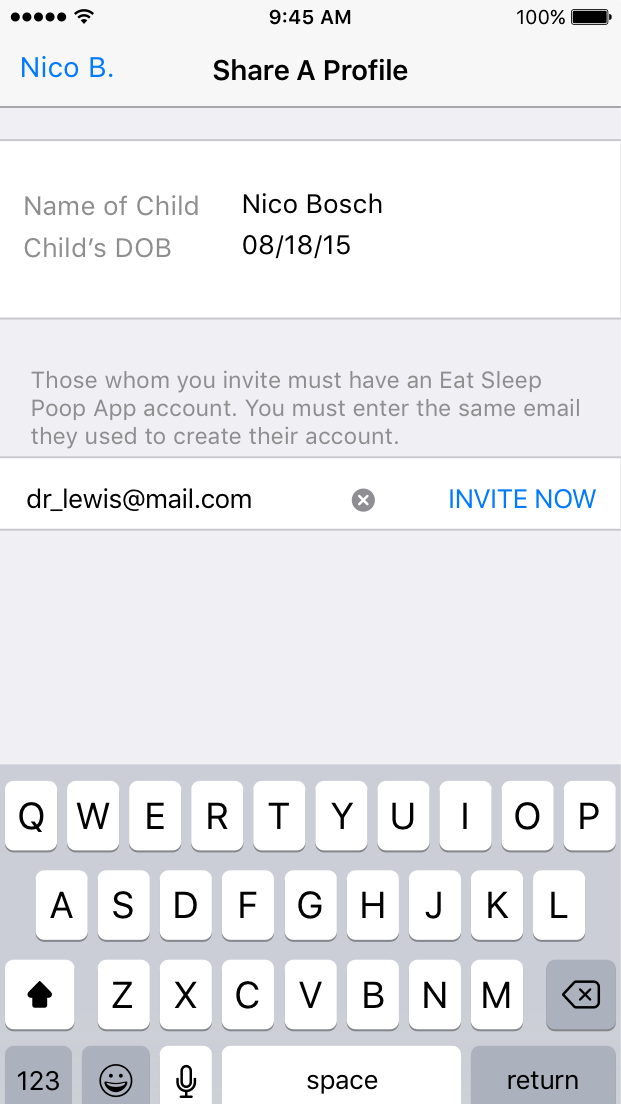 9:45 AM 100%
Nico B. Share A Profile
Name of Child Nico Bosch
Child’s DOB 08/18/15
Those whom you invite must have an Eat Sleep
Poop App account. You must enter the same email
they used to create their account.
dr_lewis@mail.com INVITE NOW
Q W E R T Y U I O P
A S D F G H J K L
Z X C V B N M
123 space return